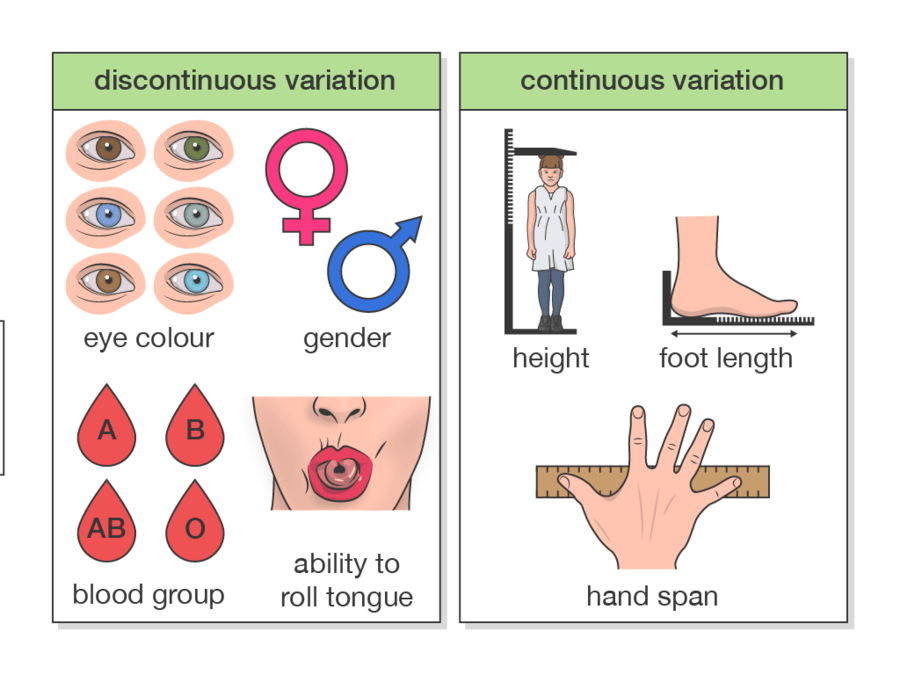 discontinuous variation
eye colour
gender
A
B
AB
O
blood group
ability to
roll tongue
continuous variation
height
foot length
hand span